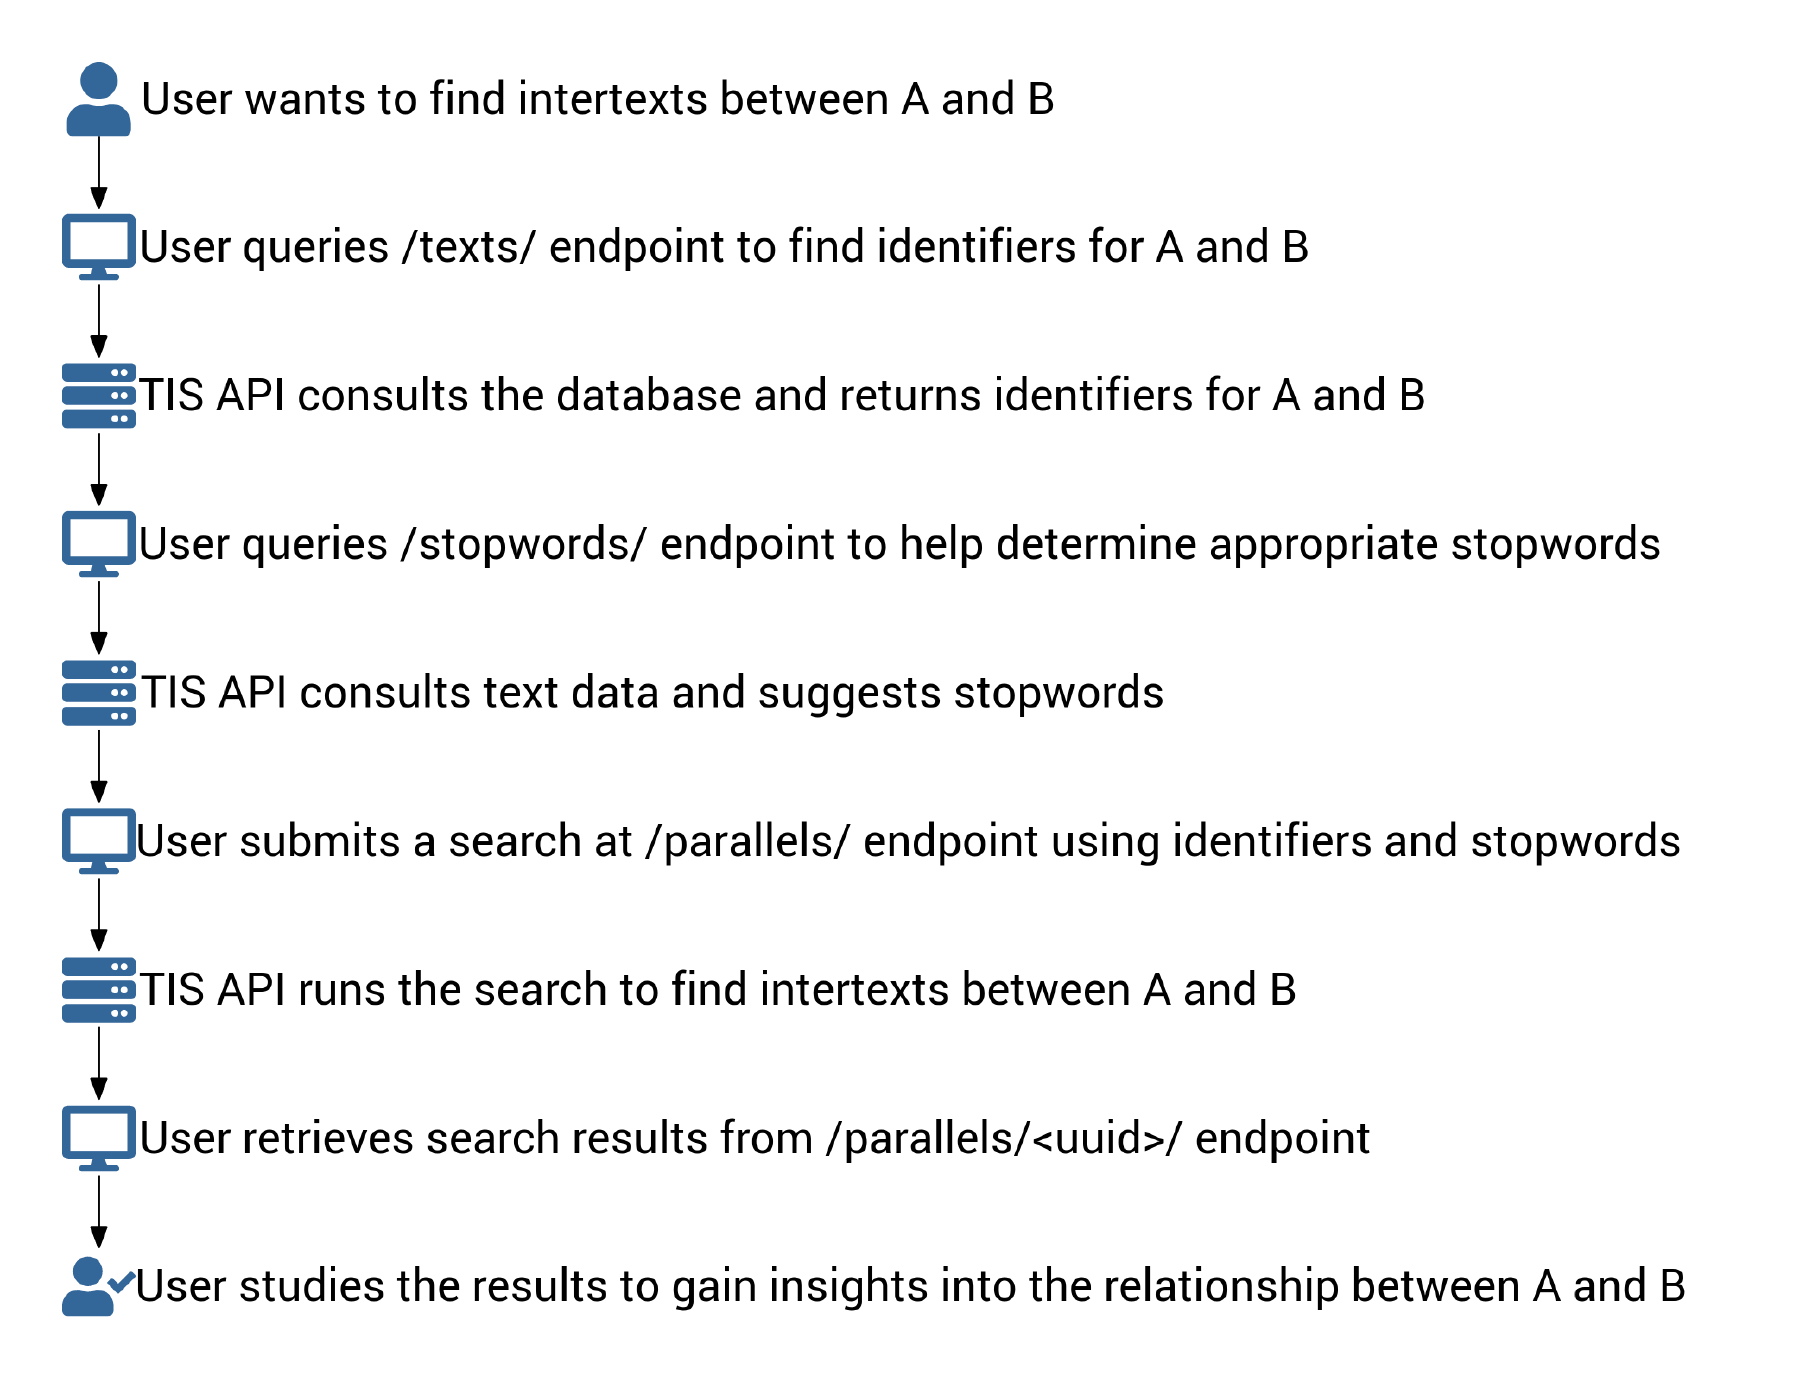 User wants to find intertexts between A and B
User queries /texts/ endpoint to find identifiers for A and B
TIS API consults the database and returns identifiers for A and B
User queries /stopwords/ endpoint to help determine appropriate stopwords
TIS API consults text data and suggests stopwords
User submits a search at /parallels/ endpoint using identifiers and stopwords
TIS API runs the search to find intertexts between A and B
User retrieves search results from /parallels/<uuid>/ endpoint
User studies the results to gain insights into the relationship between A and B